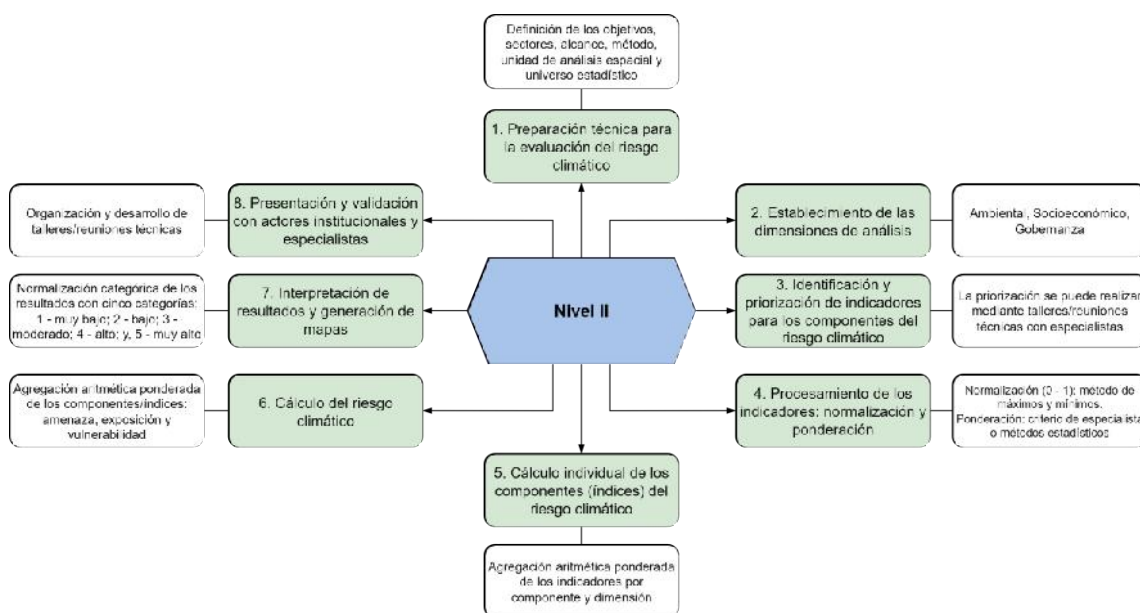 Definición de los objetivos,
sectores, alcance, método,
unidad de análisis espacial y
universo estadístico
1. Preparación técnica para
la evaluación del riesgo
climático
2. Establecimiento de las
dimensiones de análisis
Ambiental, Socioeconómico,
Gobernanza
3. Identificación y
priorización de indicadores
para los componentes del
riesgo climático
La priorización se puede realizar
mediante talleres/reuniones
técnicas con especialistas
4. Procesamiento de los
indicadores: normalización y
ponderación
Normalización (0 - 1): método de
máximos y mínimos.
Ponderación: criterio de especialista
o métodos estadísticos
5. Cálculo individual de los
componentes (índices) del
riesgo climático
Agregación aritmética ponderada
de los indicadores por
componente y dimensión
6. Cálculo del riesgo
climático
Agregación aritmética ponderada
de los componentes/índices:
amenaza, exposición y
vulnerabilidad
7. Interpretación de
resultados y generación de
mapas
Normalización categórica de los
resultados con cinco categorías:
1 - muy bajo; 2 - bajo; 3 -
moderado; 4 - alto; y, 5 - muy alto
8. Presentación y validación
con actores institucionales y
especialistas
Organización y desarrollo de
talleres/reuniones técnicas
Nivel II